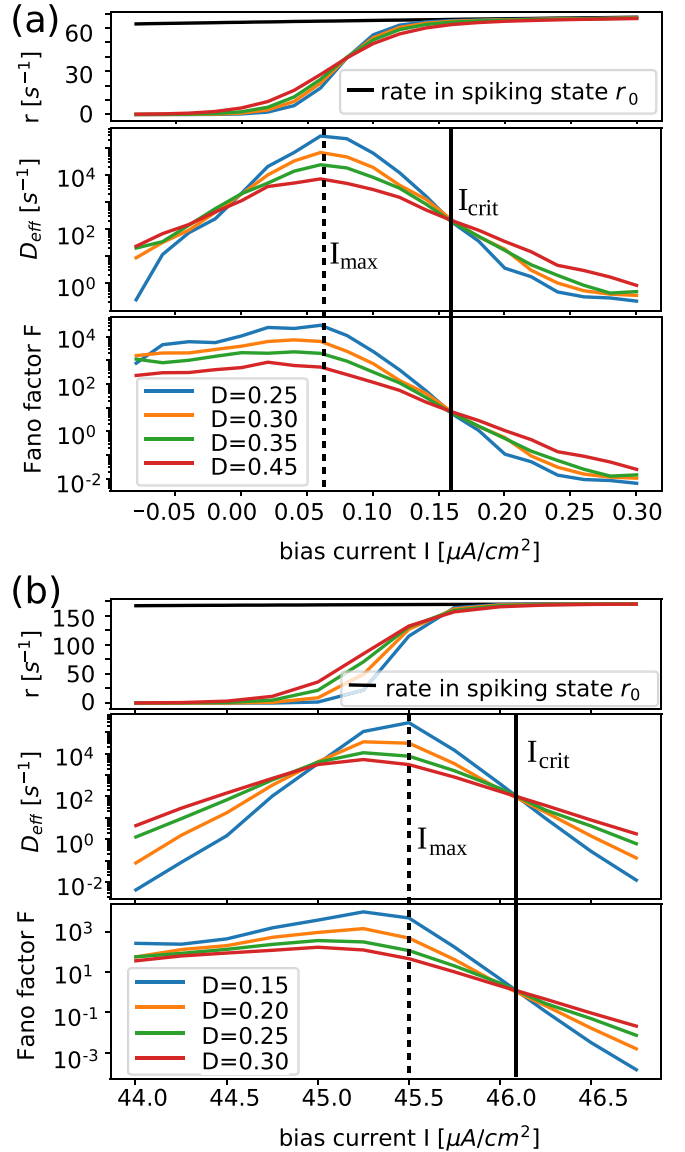 (a)
60
30
0
r [s⁻¹]
rate in spiking state r₀
10⁴
10²
10⁰
D_eff [s⁻¹]
I_crit
I_max
10⁴
10²
10⁰
10⁻²
Fano factor F
D=0.25
D=0.30
D=0.35
D=0.45
−0.05 0.00 0.05 0.10 0.15 0.20 0.25 0.30
bias current I [μA/cm²]
(b)
150
100
50
0
r [s⁻¹]
rate in spiking state r₀
10⁴
10²
10⁰
10⁻²
D_eff [s⁻¹]
I_crit
I_max
10³
10¹
10⁻¹
10⁻³
Fano factor F
D=0.15
D=0.20
D=0.25
D=0.30
44.0 44.5 45.0 45.5 46.0 46.5
bias current I [μA/cm²]